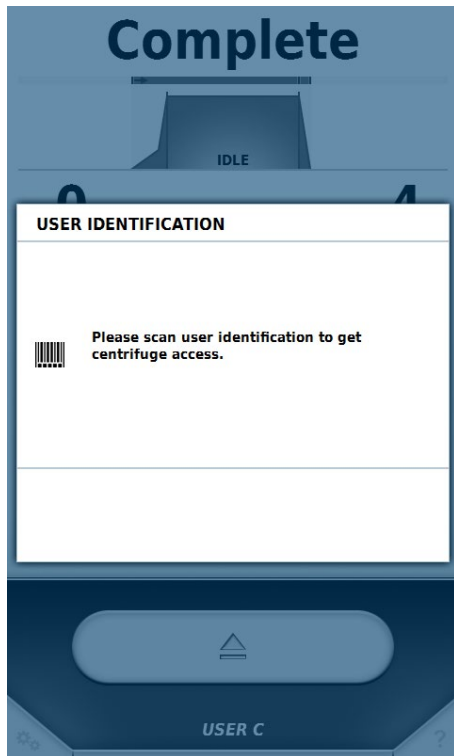 Complete
IDLE
USER IDENTIFICATION
Please scan user identification to get
centrifuge access.
USER C
?